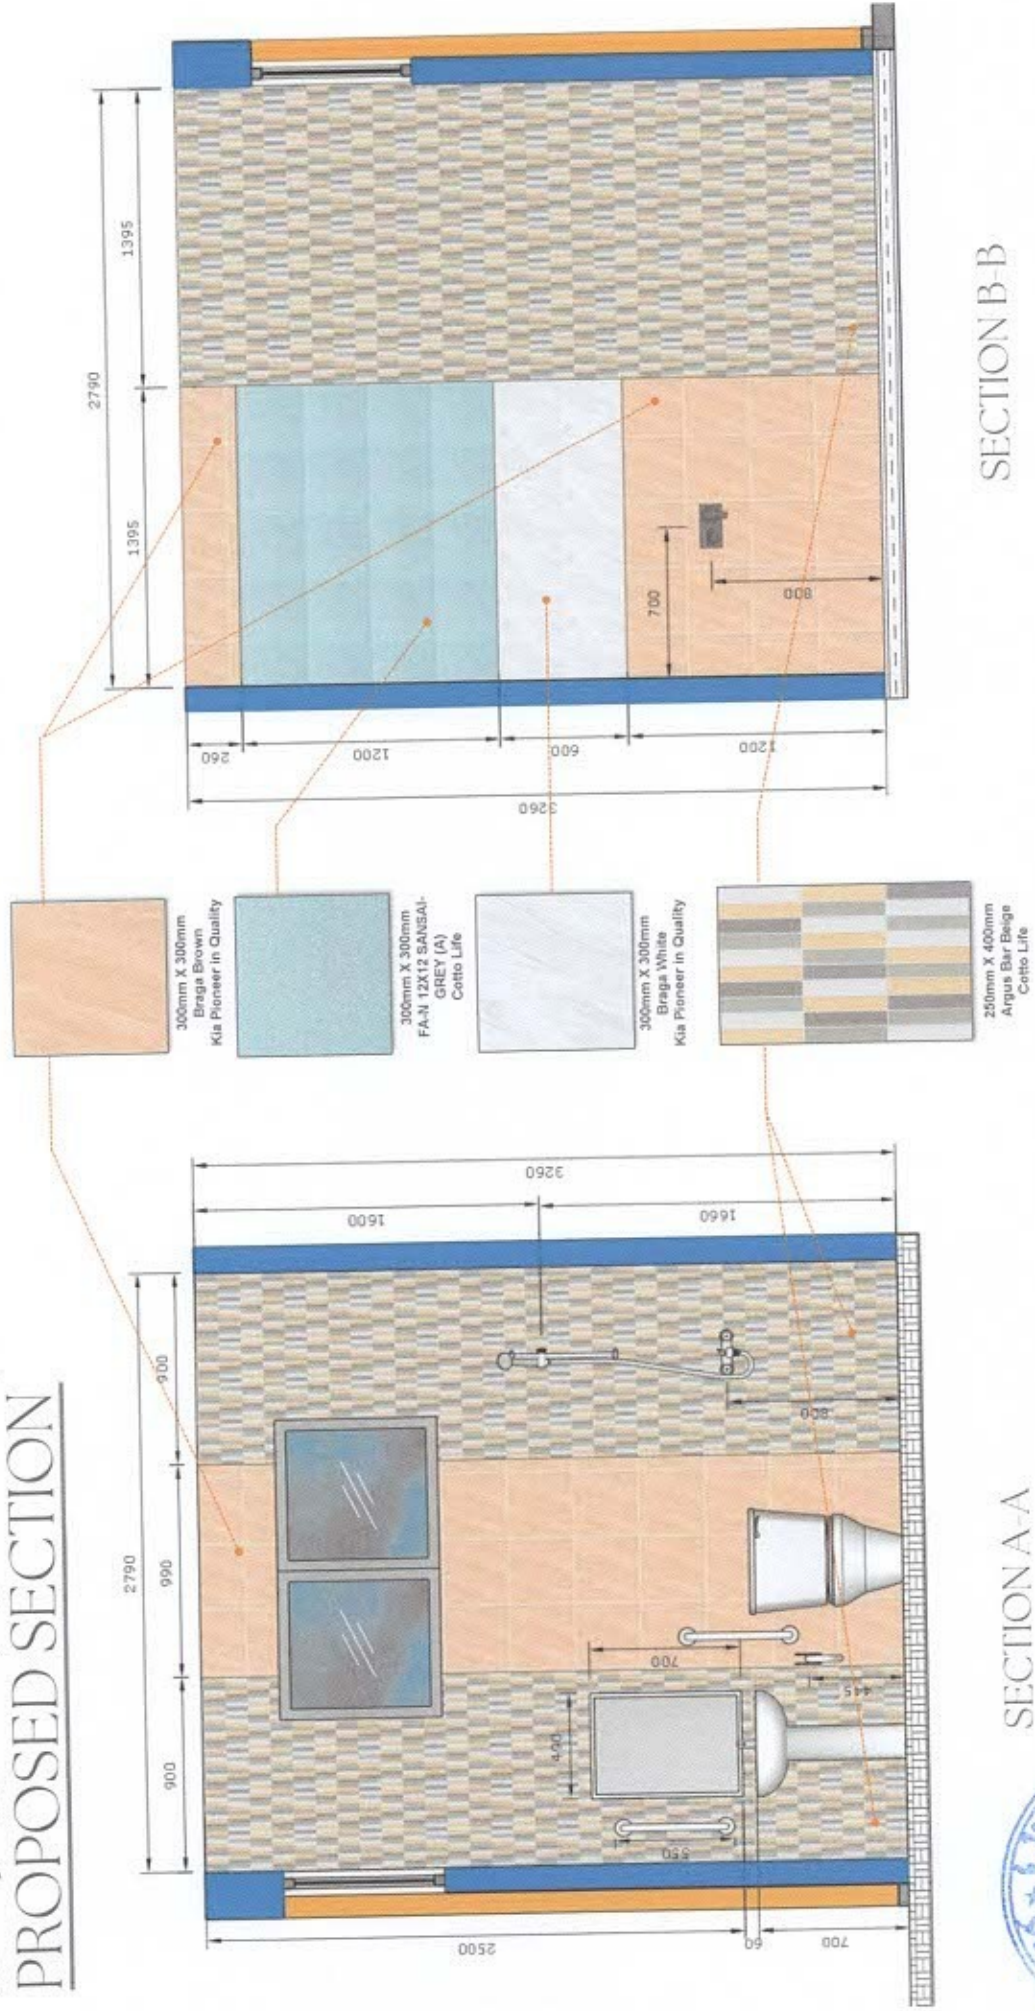 PROPOSED SECTION
2790
900
990
900
2500
60
700
550
490
700
445
800
1600
1660
3260
SECTION A-A
300mm X 300mm
Braga Brown
Kia Pioneer in Quality
300mm X 300mm
FA-N 12X12 SANSAI-
GREY (A)
Cotto Life
300mm X 300mm
Braga White
Kia Pioneer in Quality
250mm X 400mm
Argus Bar Beige
Cotto Life
2790
1395
1395
260
1200
600
1200
3260
700
800
SECTION B-B